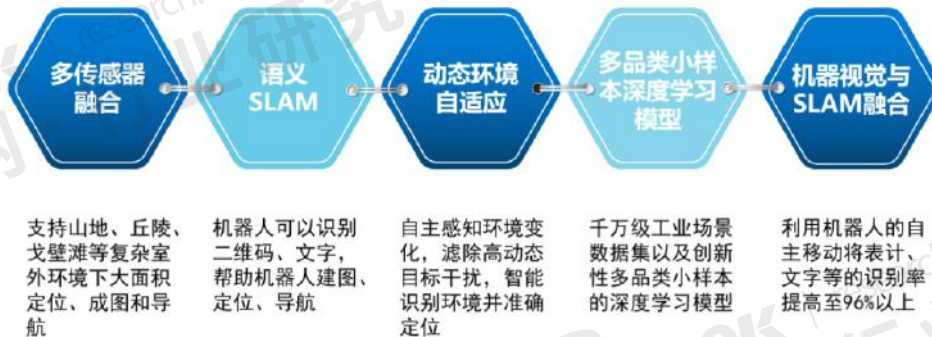 多传感器
融合
语义
SLAM
动态环境
自适应
多品类小样
本深度学习
模型
机器视觉与
SLAM融合
支持山地、丘陵、
戈壁滩等复杂室
外环境下大面积
定位、成图和导
航
机器人可以识别
二维码、文字，
帮助机器人建图、
定位、导航
自主感知环境变
化，滤除高动态
目标干扰，智能
识别环境并准确
定位
千万级工业场景
数据集以及创新
性多品类小样本
的深度学习模型
利用机器人的自
主移动将表计、
文字等的识别率
提高至96%以上